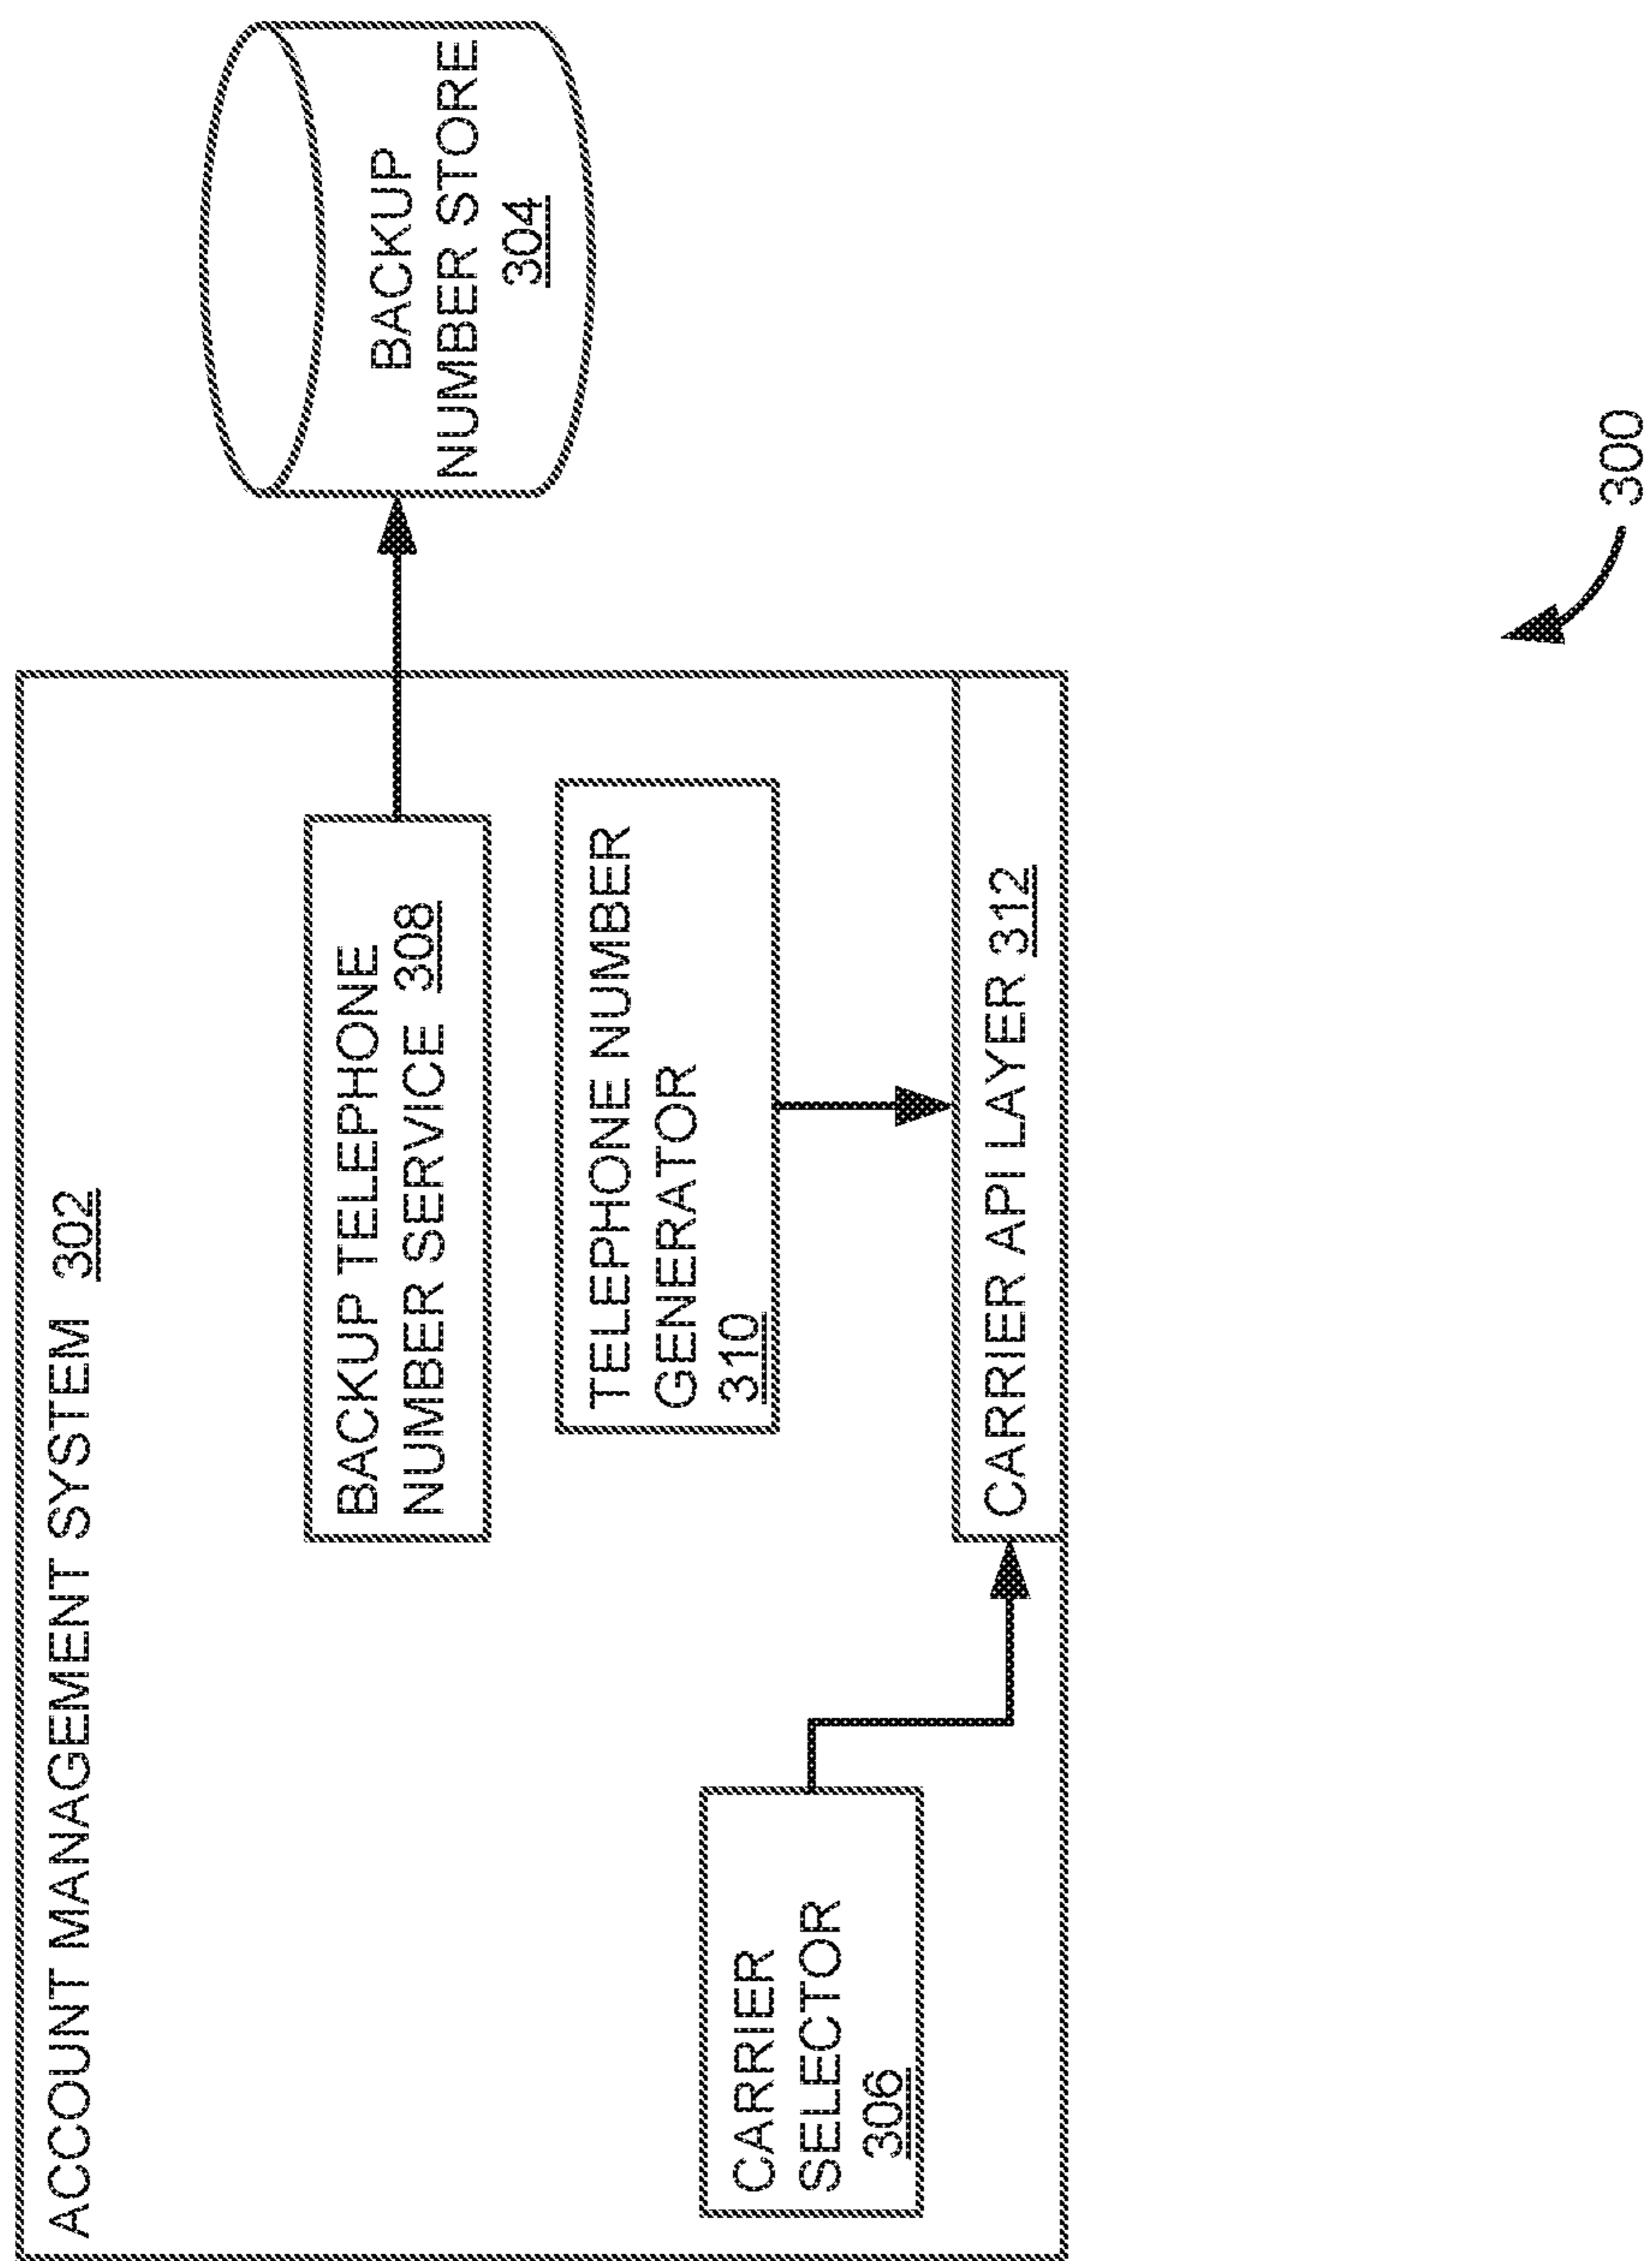 ACCOUNT MANAGEMENT SYSTEM 302
BACKUP TELEPHONE
NUMBER SERVICE 308
BACKUP
NUMBER STORE
304
TELEPHONE NUMBER
GENERATOR
310
CARRIER
SELECTOR
306
CARRIER API LAYER 312
300